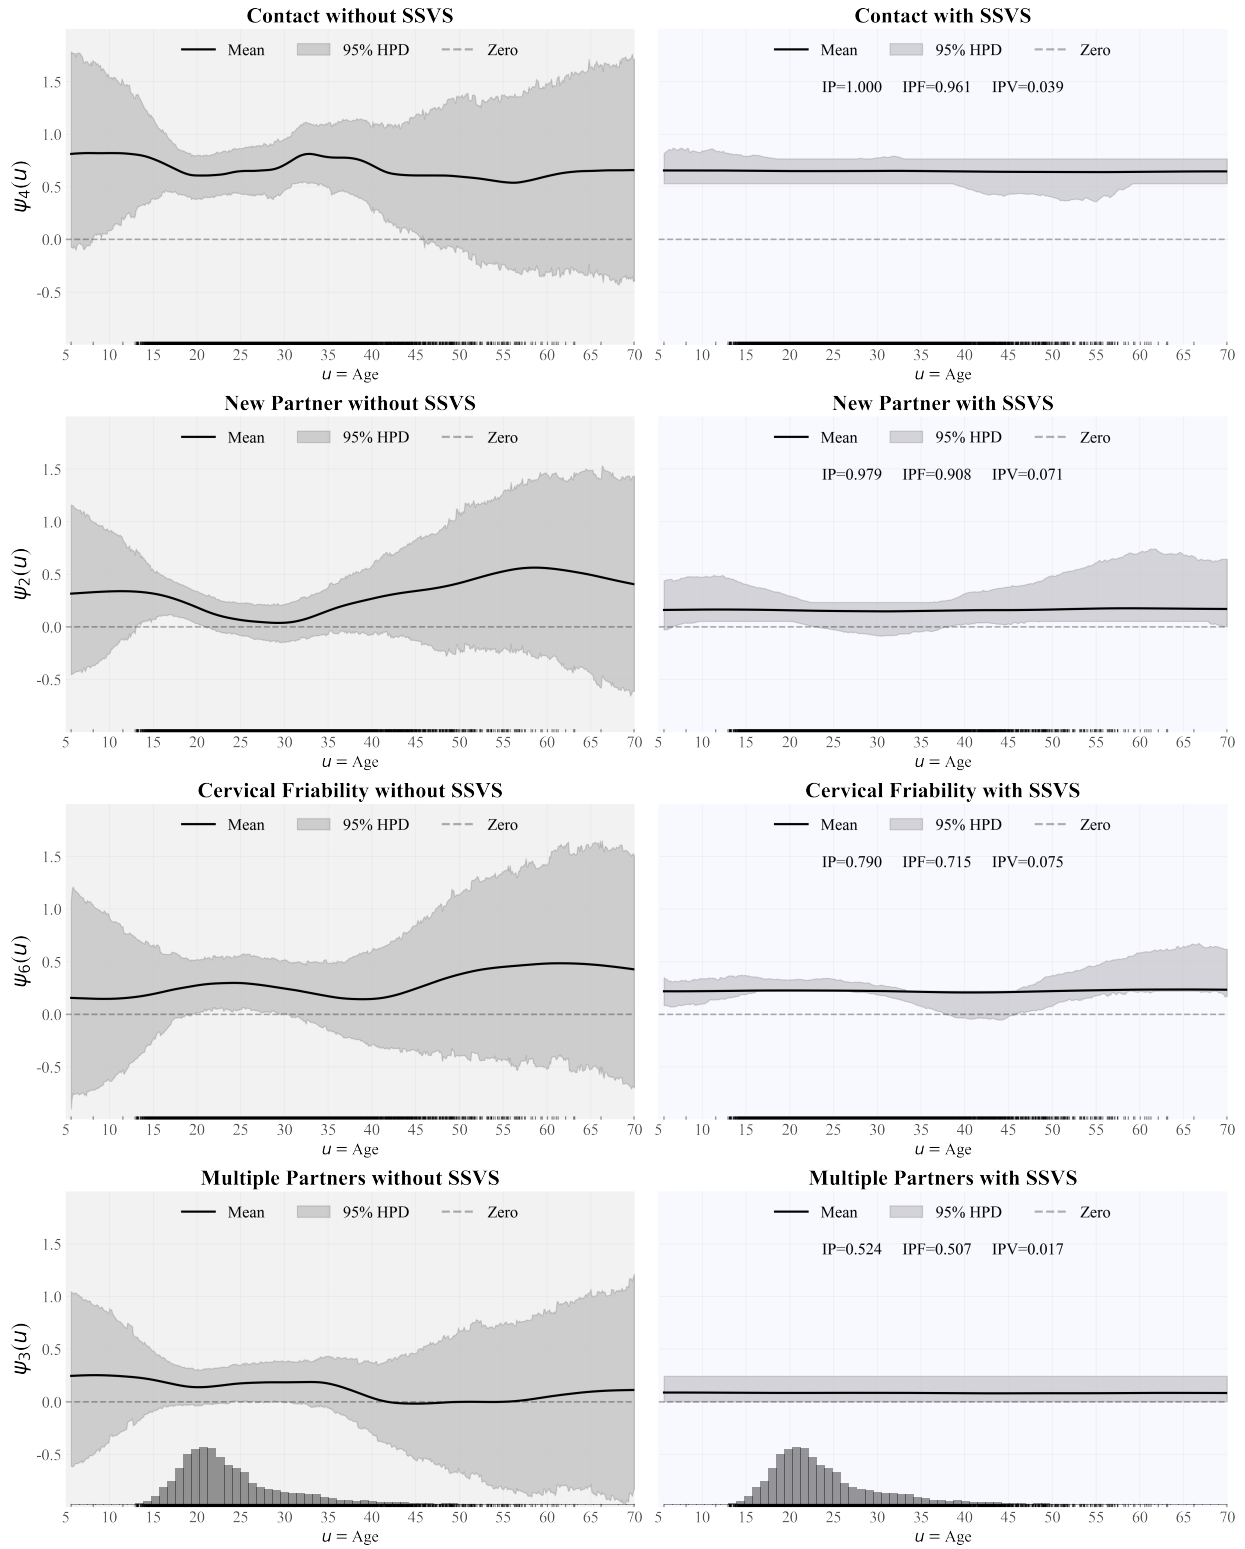 Contact without SSVS
Mean 95% HPD Zero
1.5
1.0
0.5
0.0
-0.5
ψ4(u)
5 10 15 20 25 30 35 40 45 50 55 60 65 70
u = Age
Contact with SSVS
Mean 95% HPD Zero
IP=1.000 IPF=0.961 IPV=0.039
5 10 15 20 25 30 35 40 45 50 55 60 65 70
u = Age
New Partner without SSVS
Mean 95% HPD Zero
1.5
1.0
0.5
0.0
-0.5
ψ2(u)
5 10 15 20 25 30 35 40 45 50 55 60 65 70
u = Age
New Partner with SSVS
Mean 95% HPD Zero
IP=0.979 IPF=0.908 IPV=0.071
5 10 15 20 25 30 35 40 45 50 55 60 65 70
u = Age
Cervical Friability without SSVS
Mean 95% HPD Zero
1.5
1.0
0.5
0.0
-0.5
ψ6(u)
5 10 15 20 25 30 35 40 45 50 55 60 65 70
u = Age
Cervical Friability with SSVS
Mean 95% HPD Zero
IP=0.790 IPF=0.715 IPV=0.075
5 10 15 20 25 30 35 40 45 50 55 60 65 70
u = Age
Multiple Partners without SSVS
Mean 95% HPD Zero
1.5
1.0
0.5
0.0
-0.5
ψ3(u)
5 10 15 20 25 30 35 40 45 50 55 60 65 70
u = Age
Multiple Partners with SSVS
Mean 95% HPD Zero
IP=0.524 IPF=0.507 IPV=0.017
5 10 15 20 25 30 35 40 45 50 55 60 65 70
u = Age